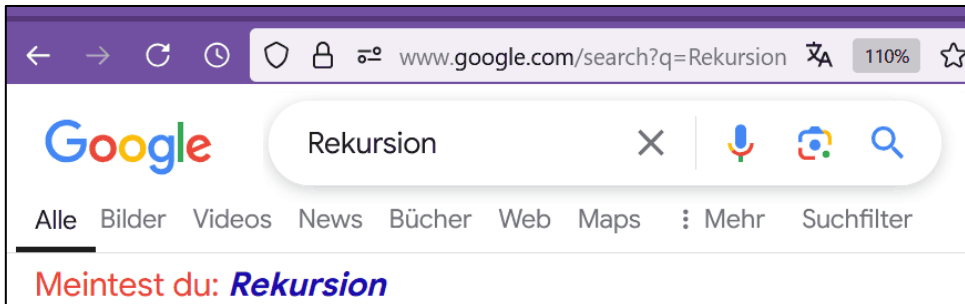 www.google.com/search?q=Rekursion 110%
Google Rekursion
Alle Bilder Videos News Bücher Web Maps Mehr Suchfilter
Meintest du: Rekursion